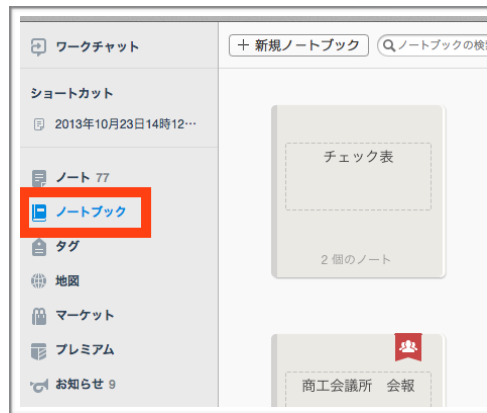 ワークチャット
ショートカット
2013年10月23日14時12…
ノート 77
ノートブック
タグ
地図
マーケット
プレミアム
お知らせ 9
+ 新規ノートブック
ノートブックの検
チェック表
2 個のノート
商工会議所 会報